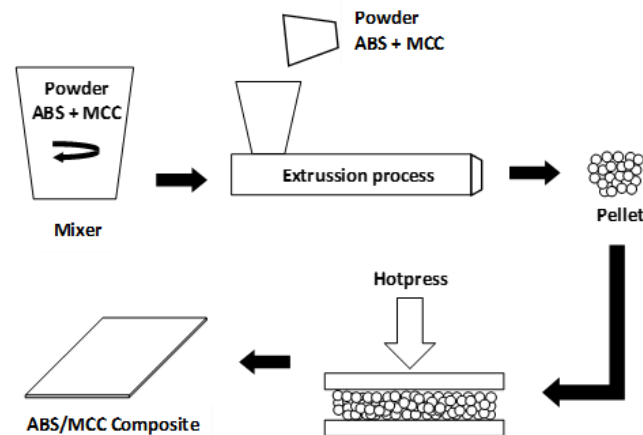 Powder
ABS + MCC
Powder
ABS + MCC
Extrussion process
Mixer
Pellet
Hotpress
ABS/MCC Composite